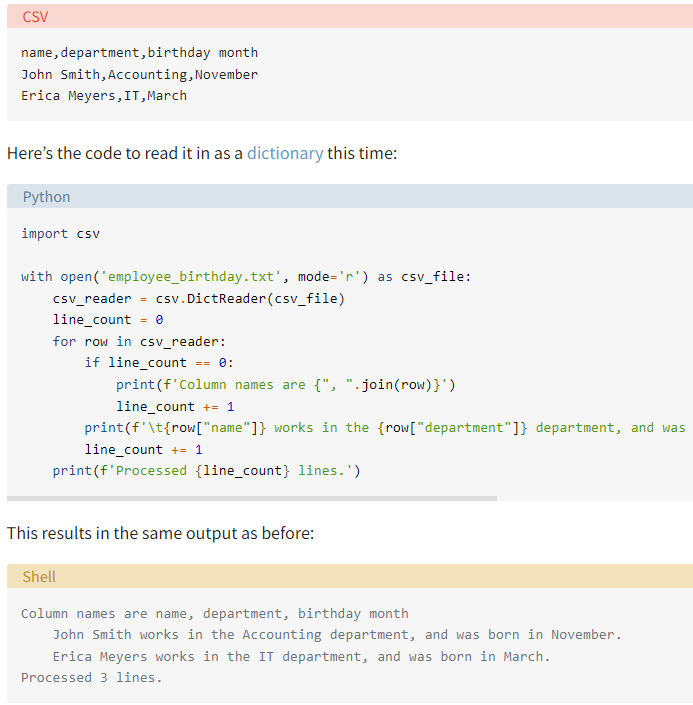 CSV
name,department,birthday month
John Smith,Accounting,November
Erica Meyers,IT,March
Here’s the code to read it in as a dictionary this time:
Python
import csv
with open('employee_birthday.txt', mode='r') as csv_file:
    csv_reader = csv.DictReader(csv_file)
    line_count = 0
    for row in csv_reader:
        if line_count == 0:
            print(f'Column names are {", ".join(row)}')
            line_count += 1
        print(f'\t{row["name"]} works in the {row["department"]} department, and was
        line_count += 1
    print(f'Processed {line_count} lines.')
This results in the same output as before:
Shell
Column names are name, department, birthday month
    John Smith works in the Accounting department, and was born in November.
    Erica Meyers works in the IT department, and was born in March.
Processed 3 lines.